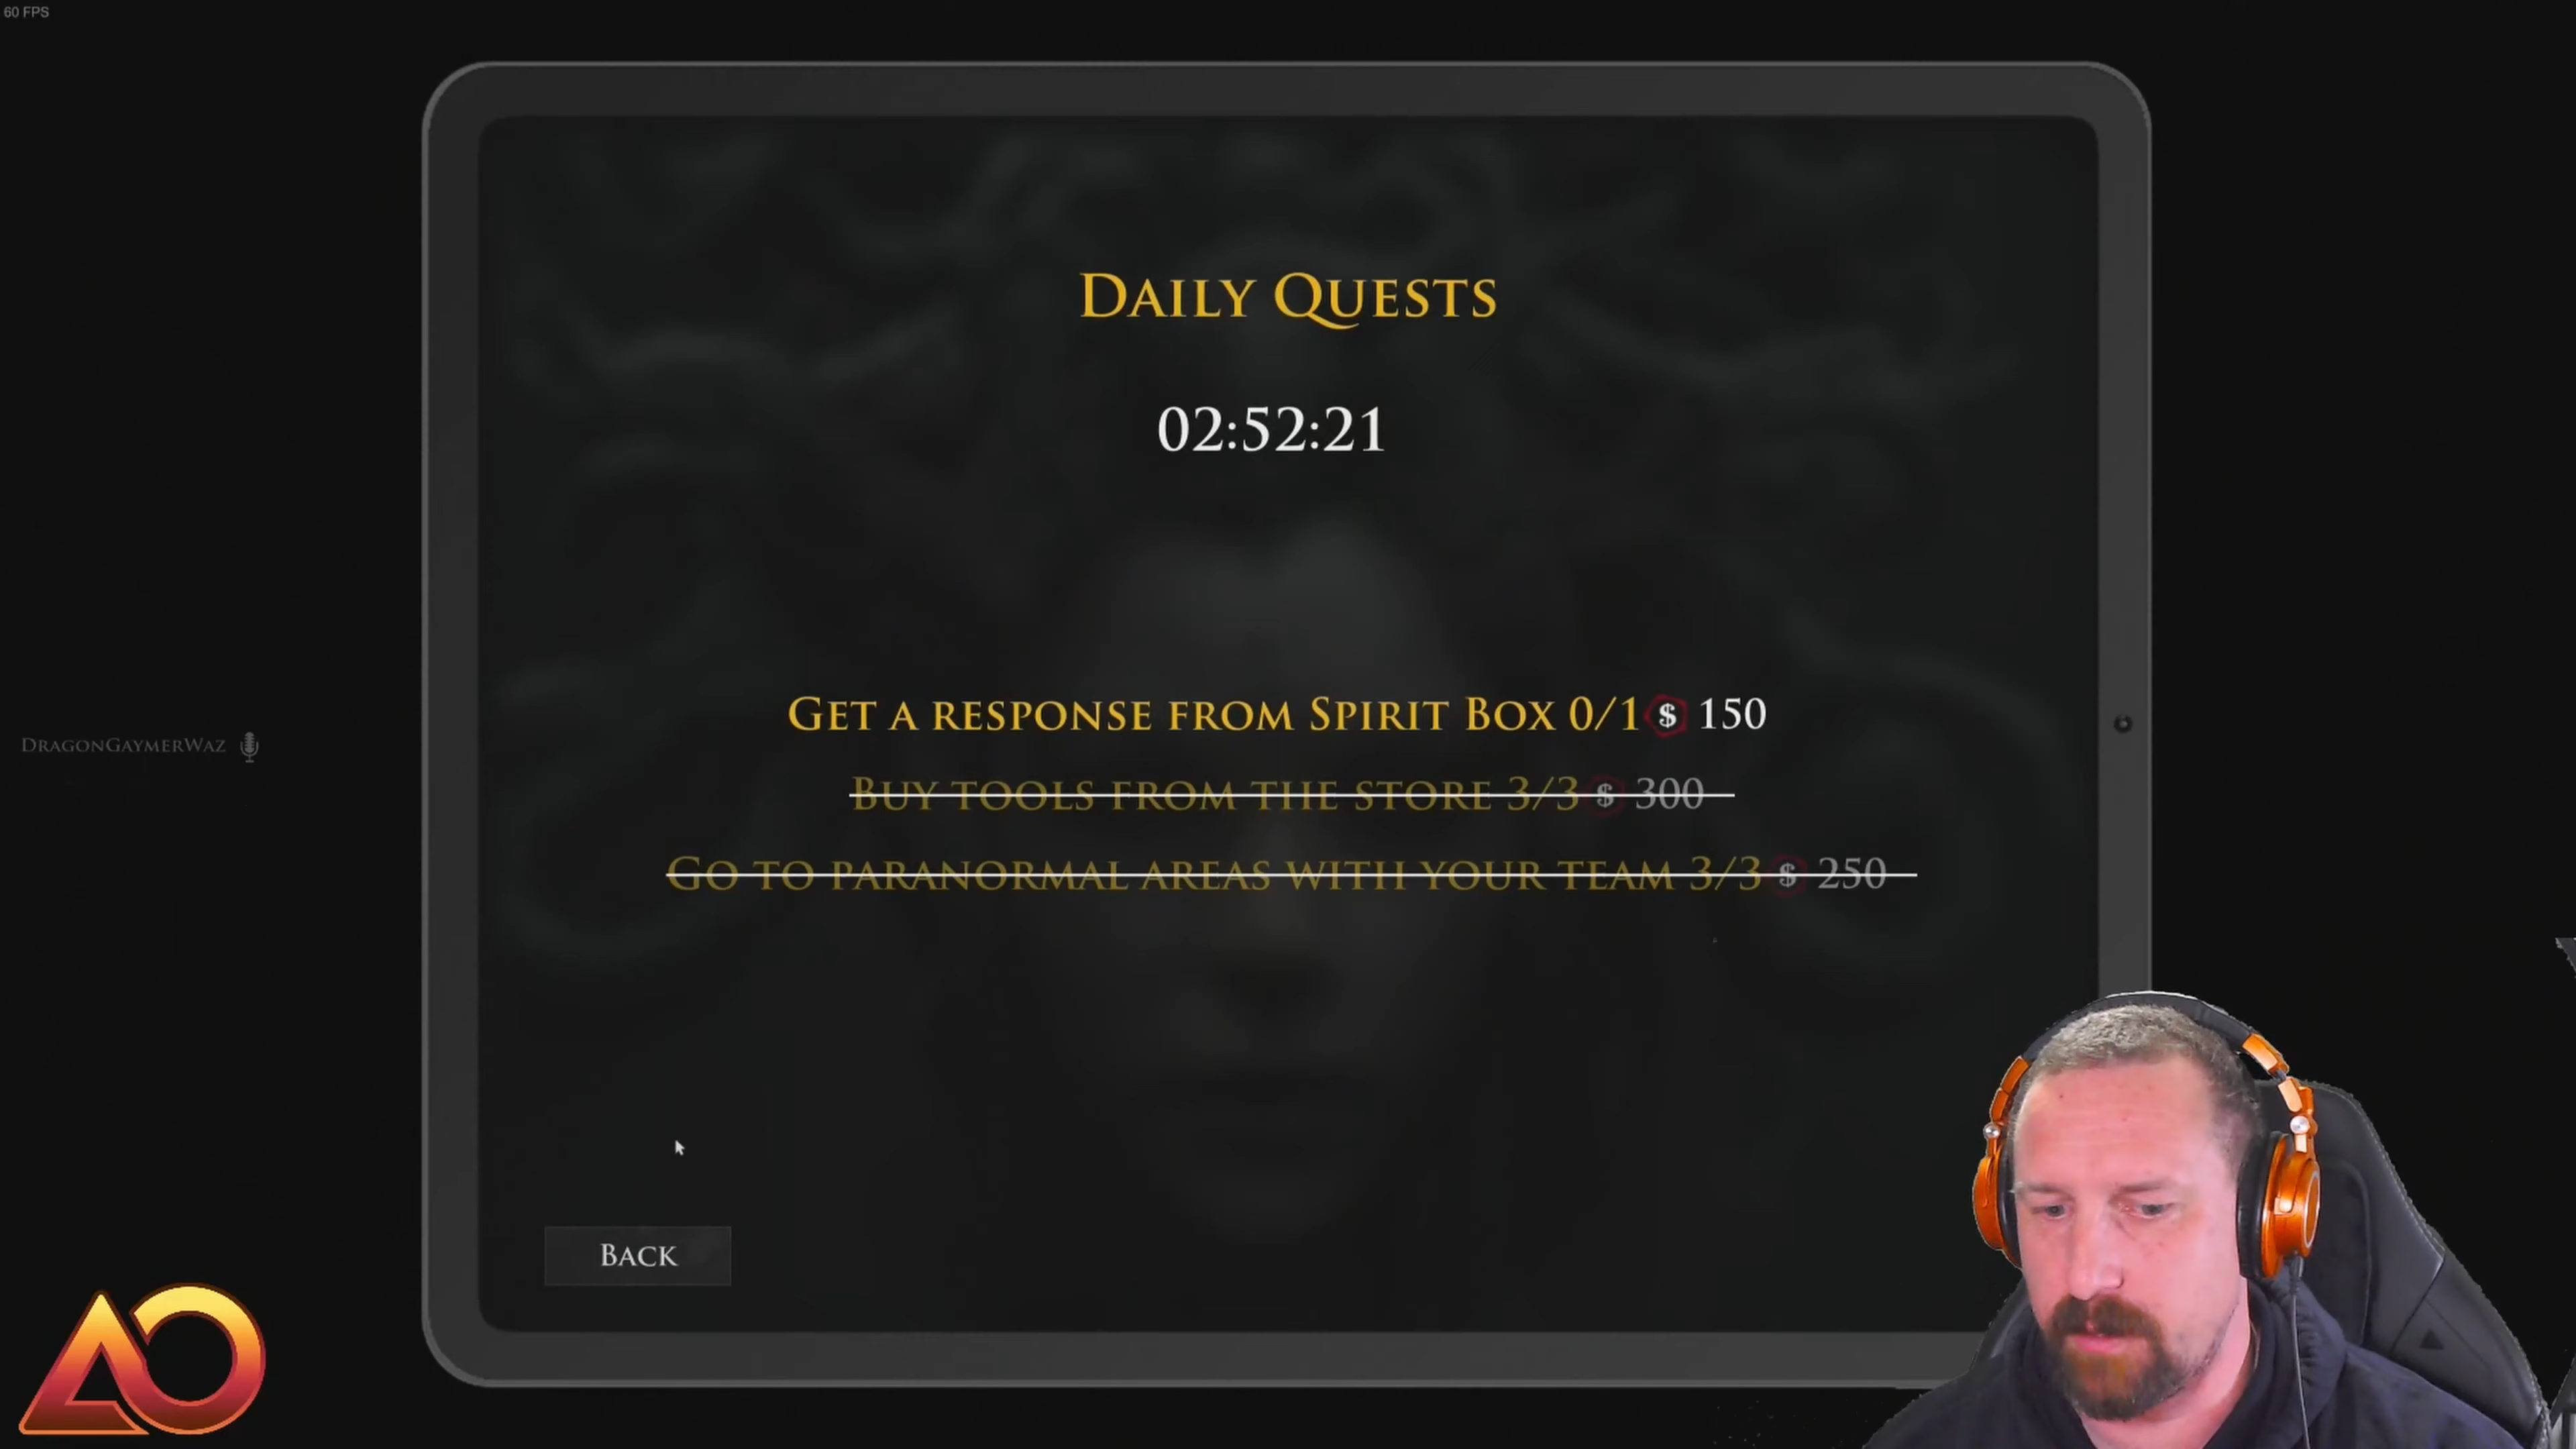 60 FPS
Daily Quests
02:52:21
Get a response from Spirit Box 0/1 $ 150
Buy tools from the store 3/3 $ 300
Go to paranormal areas with your team 3/3 $ 250
DragonGaymerWaz
Back
AO